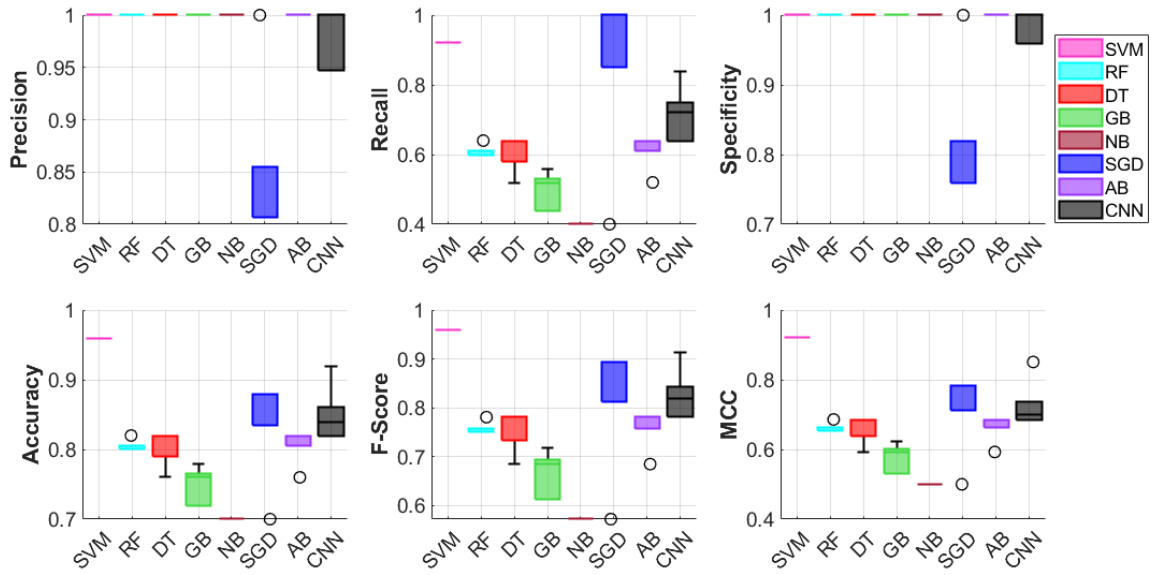 Precision
1
0.95
0.9
0.85
0.8
SVM
RF
DT
GB
NB
SGD
AB
CNN
Recall
1
0.8
0.6
0.4
SVM
RF
DT
GB
NB
SGD
AB
CNN
Specificity
1
0.9
0.8
0.7
SVM
RF
DT
GB
NB
SGD
AB
CNN
SVM
RF
DT
GB
NB
SGD
AB
CNN
Accuracy
1
0.9
0.8
0.7
SVM
RF
DT
GB
NB
SGD
AB
CNN
F-Score
1
0.9
0.8
0.7
0.6
SVM
RF
DT
GB
NB
SGD
AB
CNN
MCC
1
0.8
0.6
0.4
SVM
RF
DT
GB
NB
SGD
AB
CNN